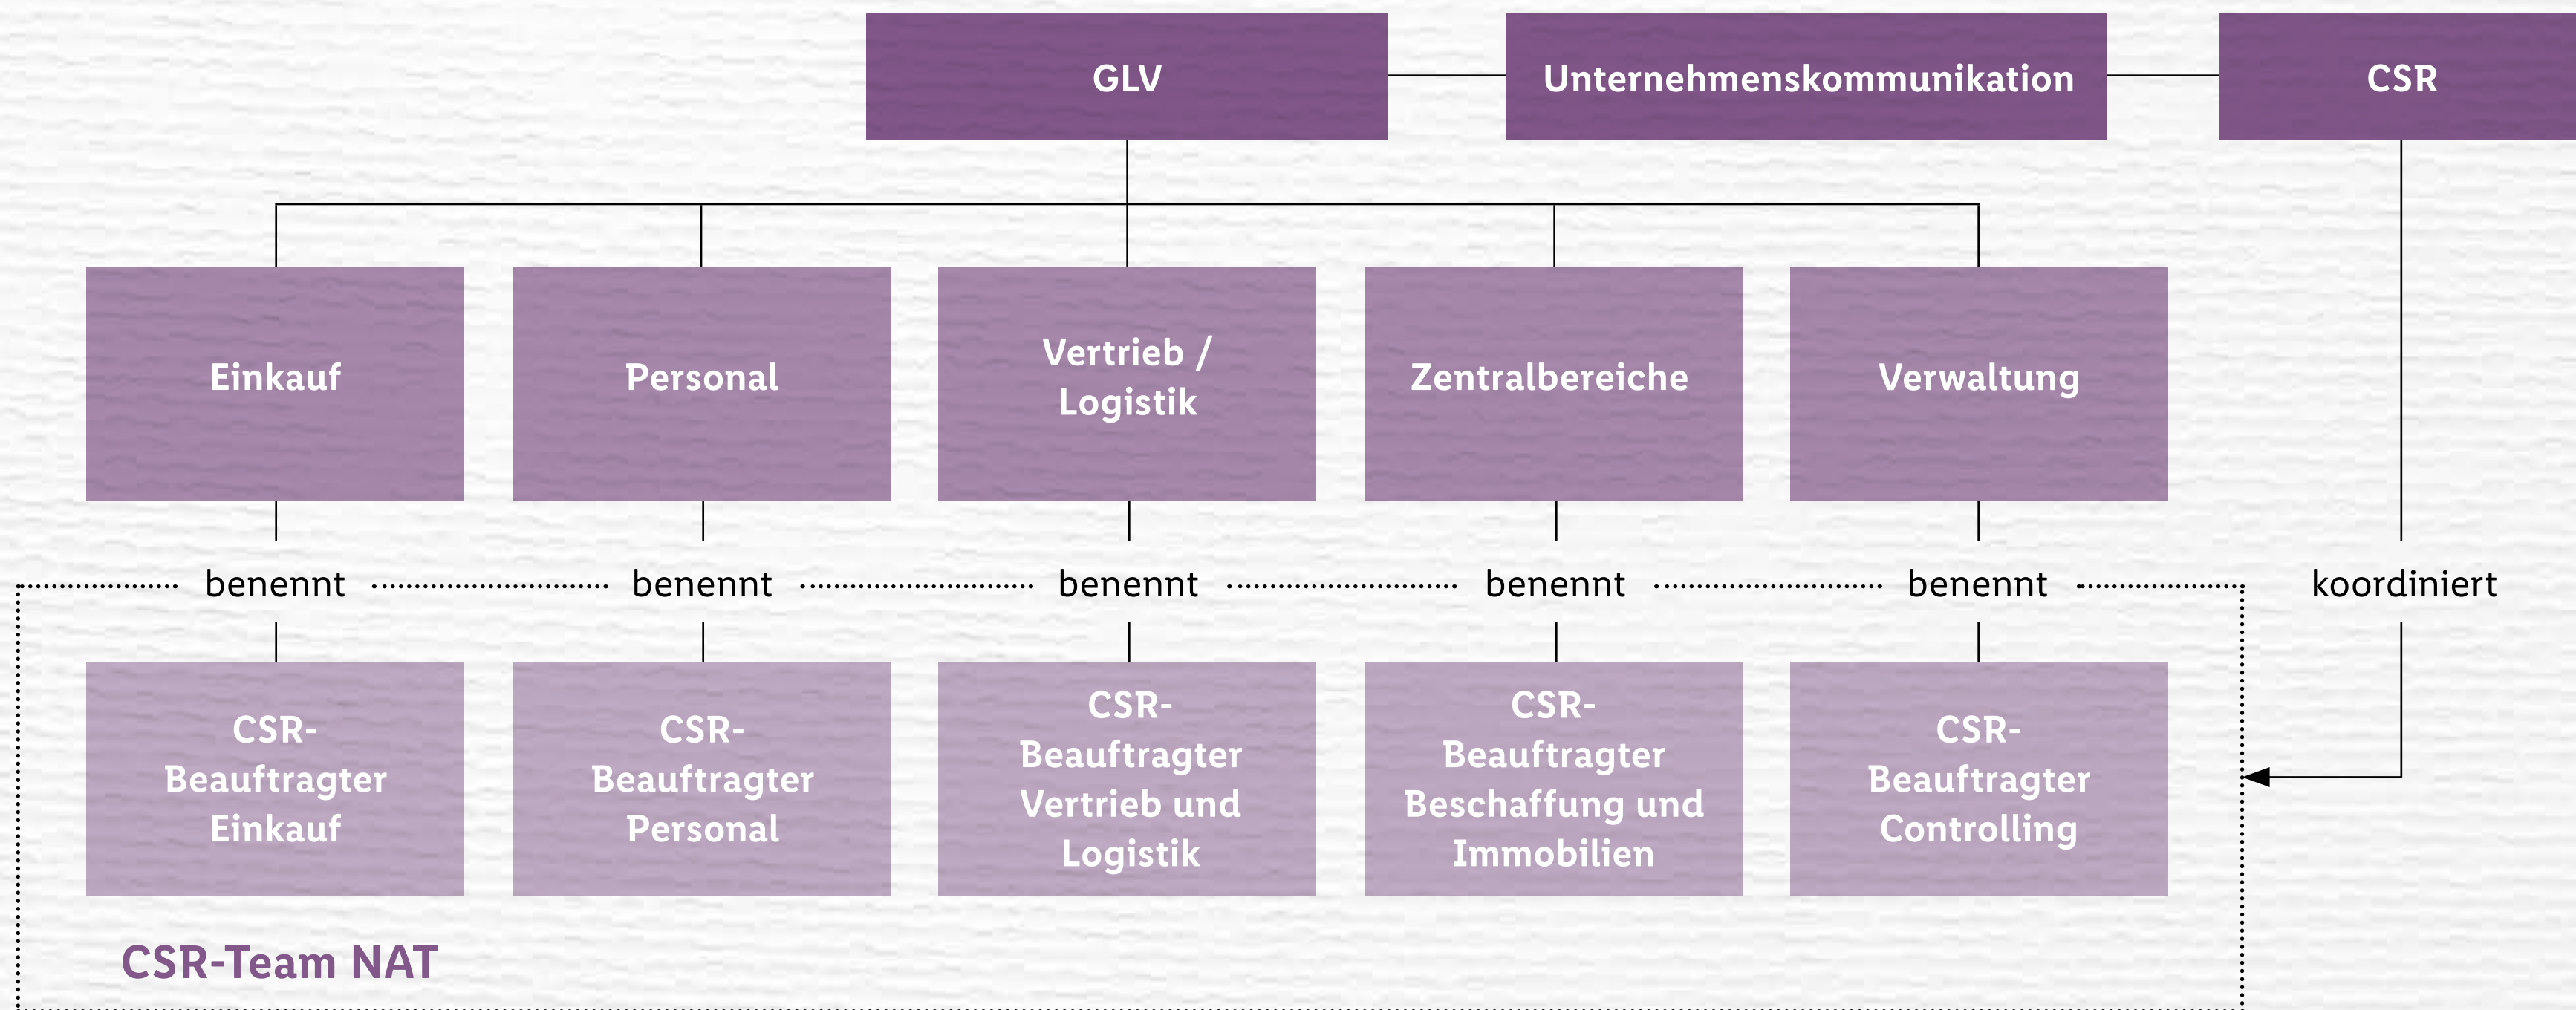 GLV
Unternehmenskommunikation
CSR
Einkauf
Personal
Vertrieb /
Logistik
Zentralbereiche
Verwaltung
benennt
benennt
benennt
benennt
benennt
koordiniert
CSR-
Beauftragter
Einkauf
CSR-
Beauftragter
Personal
CSR-
Beauftragter
Vertrieb und
Logistik
CSR-
Beauftragter
Beschaffung und
Immobilien
CSR-
Beauftragter
Controlling
CSR-Team NAT